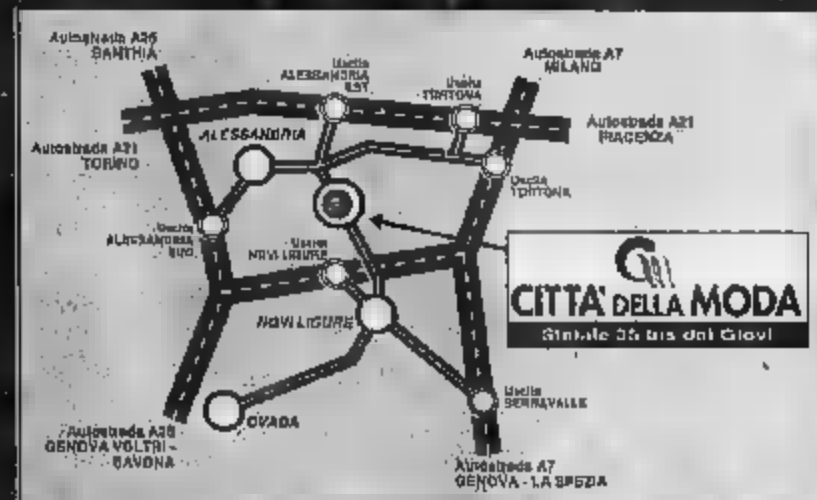 Autostrada A26
SANTHIA
Autostrada A7
MILANO
Uscita
ALESSANDRIA
EST
Uscita
TORTONA
ALESSANDRIA
Autostrada A21
PIACENZA
Autostrada A21
TORINO
Uscita
TORTONA
Uscita
ALESSANDRIA
SUD
Uscita
NOVI LIGURE
CITTA' DELLA MODA
Statale 35 bis dei Giovi
NOVI LIGURE
Uscita
SERRAVALLE
OVADA
Autostrada A26
GENOVA VOLTRI -
SAVONA
Autostrada A7
GENOVA - LA SPEZIA